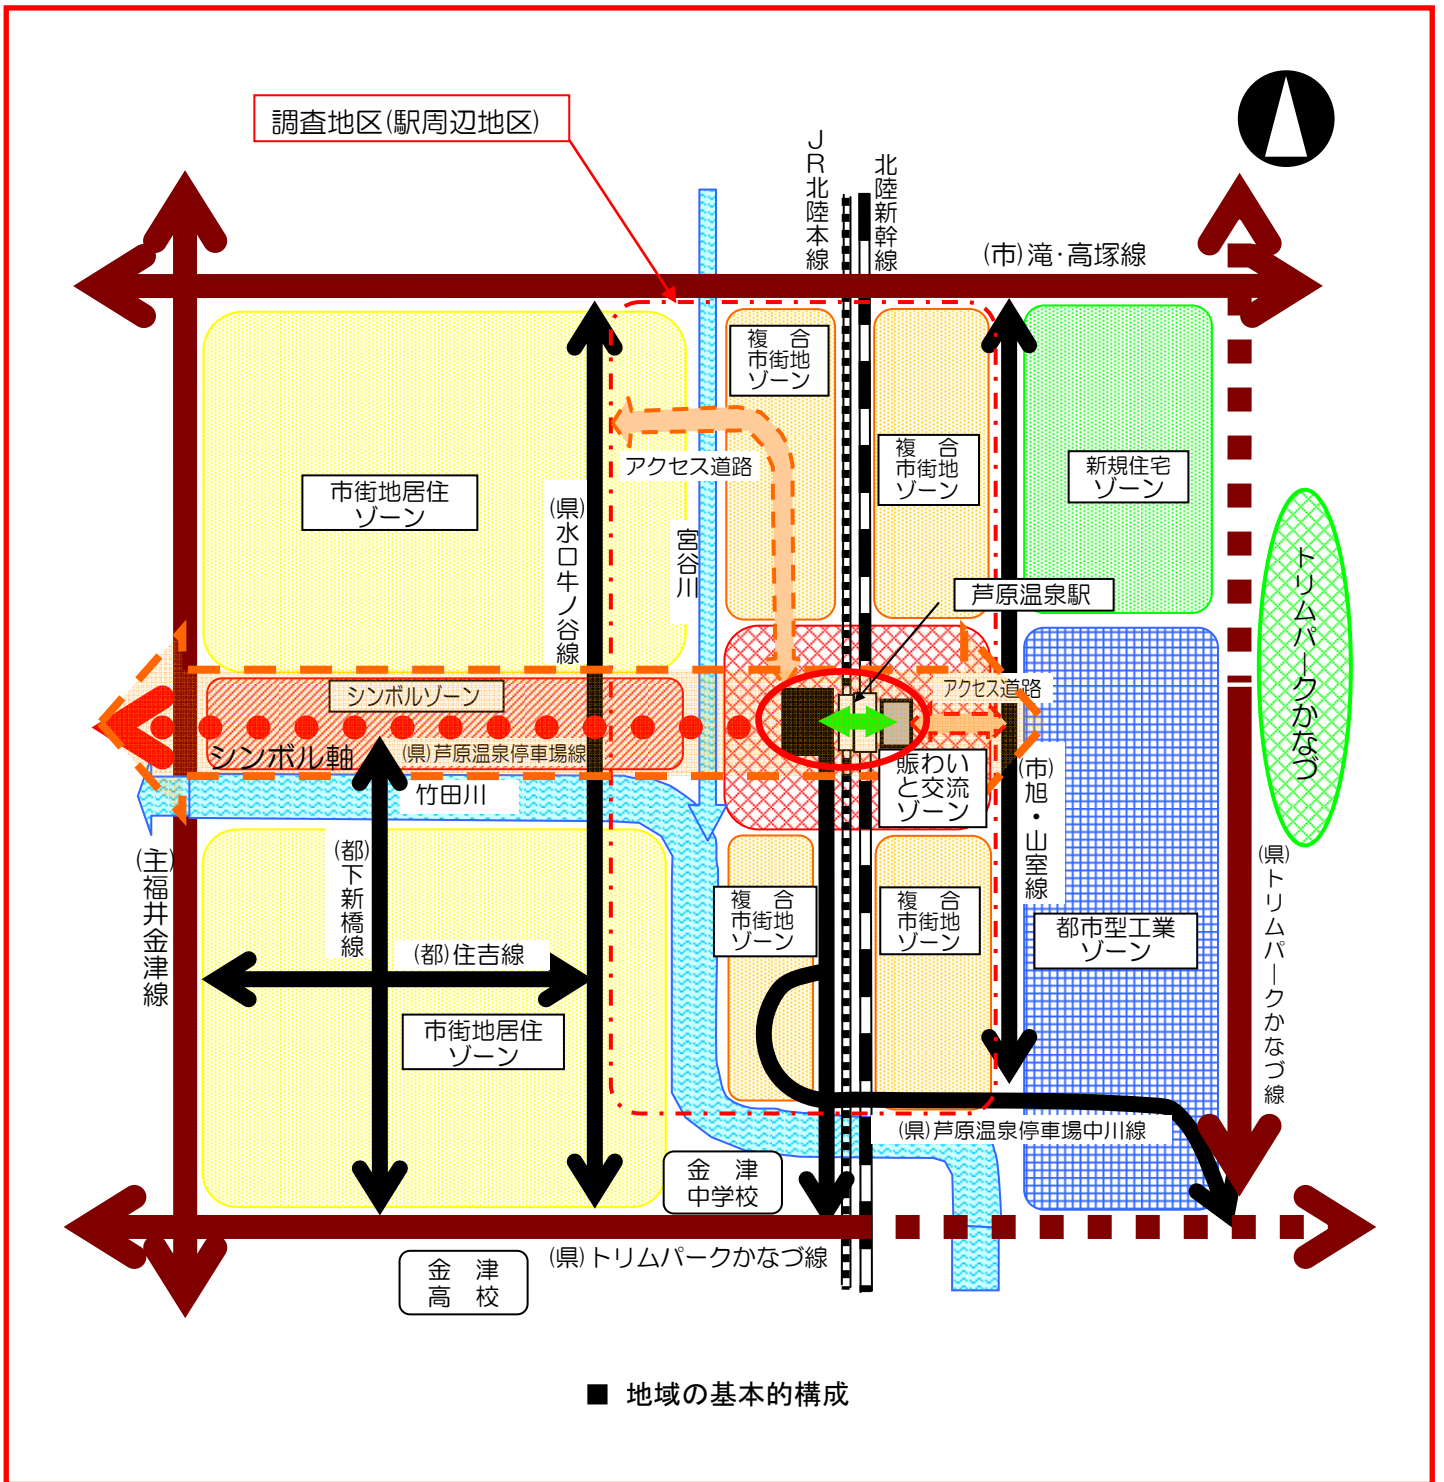 調査地区(駅周辺地区)
JR北陸本線
北陸新幹線
(市)滝・高塚線
複　合
市街地
ゾーン
複　合
市街地
ゾーン
新規住宅
ゾーン
アクセス道路
市街地居住
ゾーン
(県)水口牛ノ谷線
宮谷川
芦原温泉駅
トリムパークかなづ
シンボルゾーン
アクセス道路
シンボル軸
(県)芦原温泉停車場線
賑わい
と交流
ゾーン
(市)旭・山室線
竹田川
(主)福井金津線
(都)下新橋線
(県)トリムパークかなづ線
複　合
市街地
ゾーン
複　合
市街地
ゾーン
都市型工業
ゾーン
(都)住吉線
市街地居住
ゾーン
(県)芦原温泉停車場中川線
金　津
中学校
(県)トリムパークかなづ線
金　津
高　校
■ 地域の基本的構成